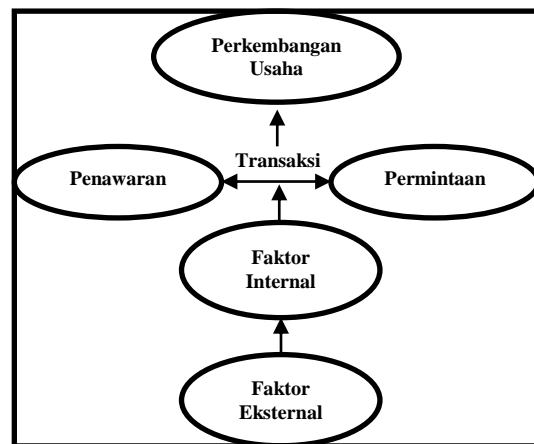 Perkembangan
Usaha
Transaksi
Penawaran
Permintaan
Faktor
Internal
Faktor
Eksternal